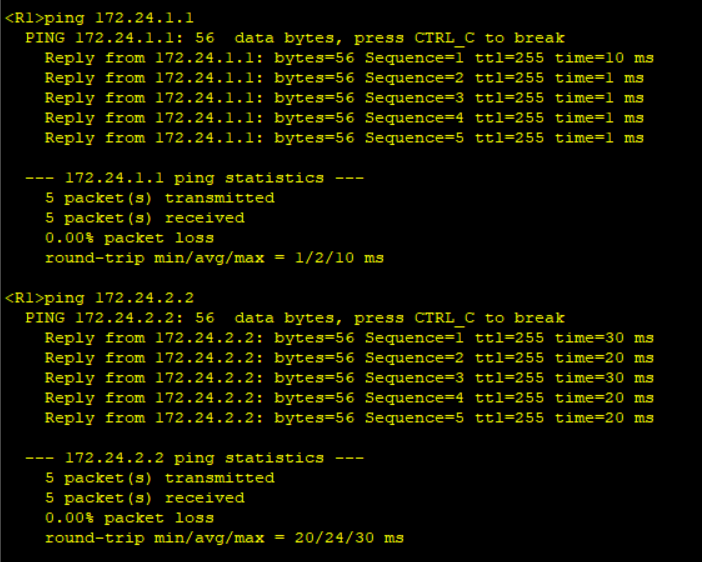 <R1>ping 172.24.1.1
PING 172.24.1.1: 56  data bytes, press CTRL_C to break
Reply from 172.24.1.1: bytes=56 Sequence=1 ttl=255 time=10 ms
Reply from 172.24.1.1: bytes=56 Sequence=2 ttl=255 time=1 ms
Reply from 172.24.1.1: bytes=56 Sequence=3 ttl=255 time=1 ms
Reply from 172.24.1.1: bytes=56 Sequence=4 ttl=255 time=1 ms
Reply from 172.24.1.1: bytes=56 Sequence=5 ttl=255 time=1 ms
--- 172.24.1.1 ping statistics ---
5 packet(s) transmitted
5 packet(s) received
0.00% packet loss
round-trip min/avg/max = 1/2/10 ms
<R1>ping 172.24.2.2
PING 172.24.2.2: 56  data bytes, press CTRL_C to break
Reply from 172.24.2.2: bytes=56 Sequence=1 ttl=255 time=30 ms
Reply from 172.24.2.2: bytes=56 Sequence=2 ttl=255 time=20 ms
Reply from 172.24.2.2: bytes=56 Sequence=3 ttl=255 time=30 ms
Reply from 172.24.2.2: bytes=56 Sequence=4 ttl=255 time=20 ms
Reply from 172.24.2.2: bytes=56 Sequence=5 ttl=255 time=20 ms
--- 172.24.2.2 ping statistics ---
5 packet(s) transmitted
5 packet(s) received
0.00% packet loss
round-trip min/avg/max = 20/24/30 ms